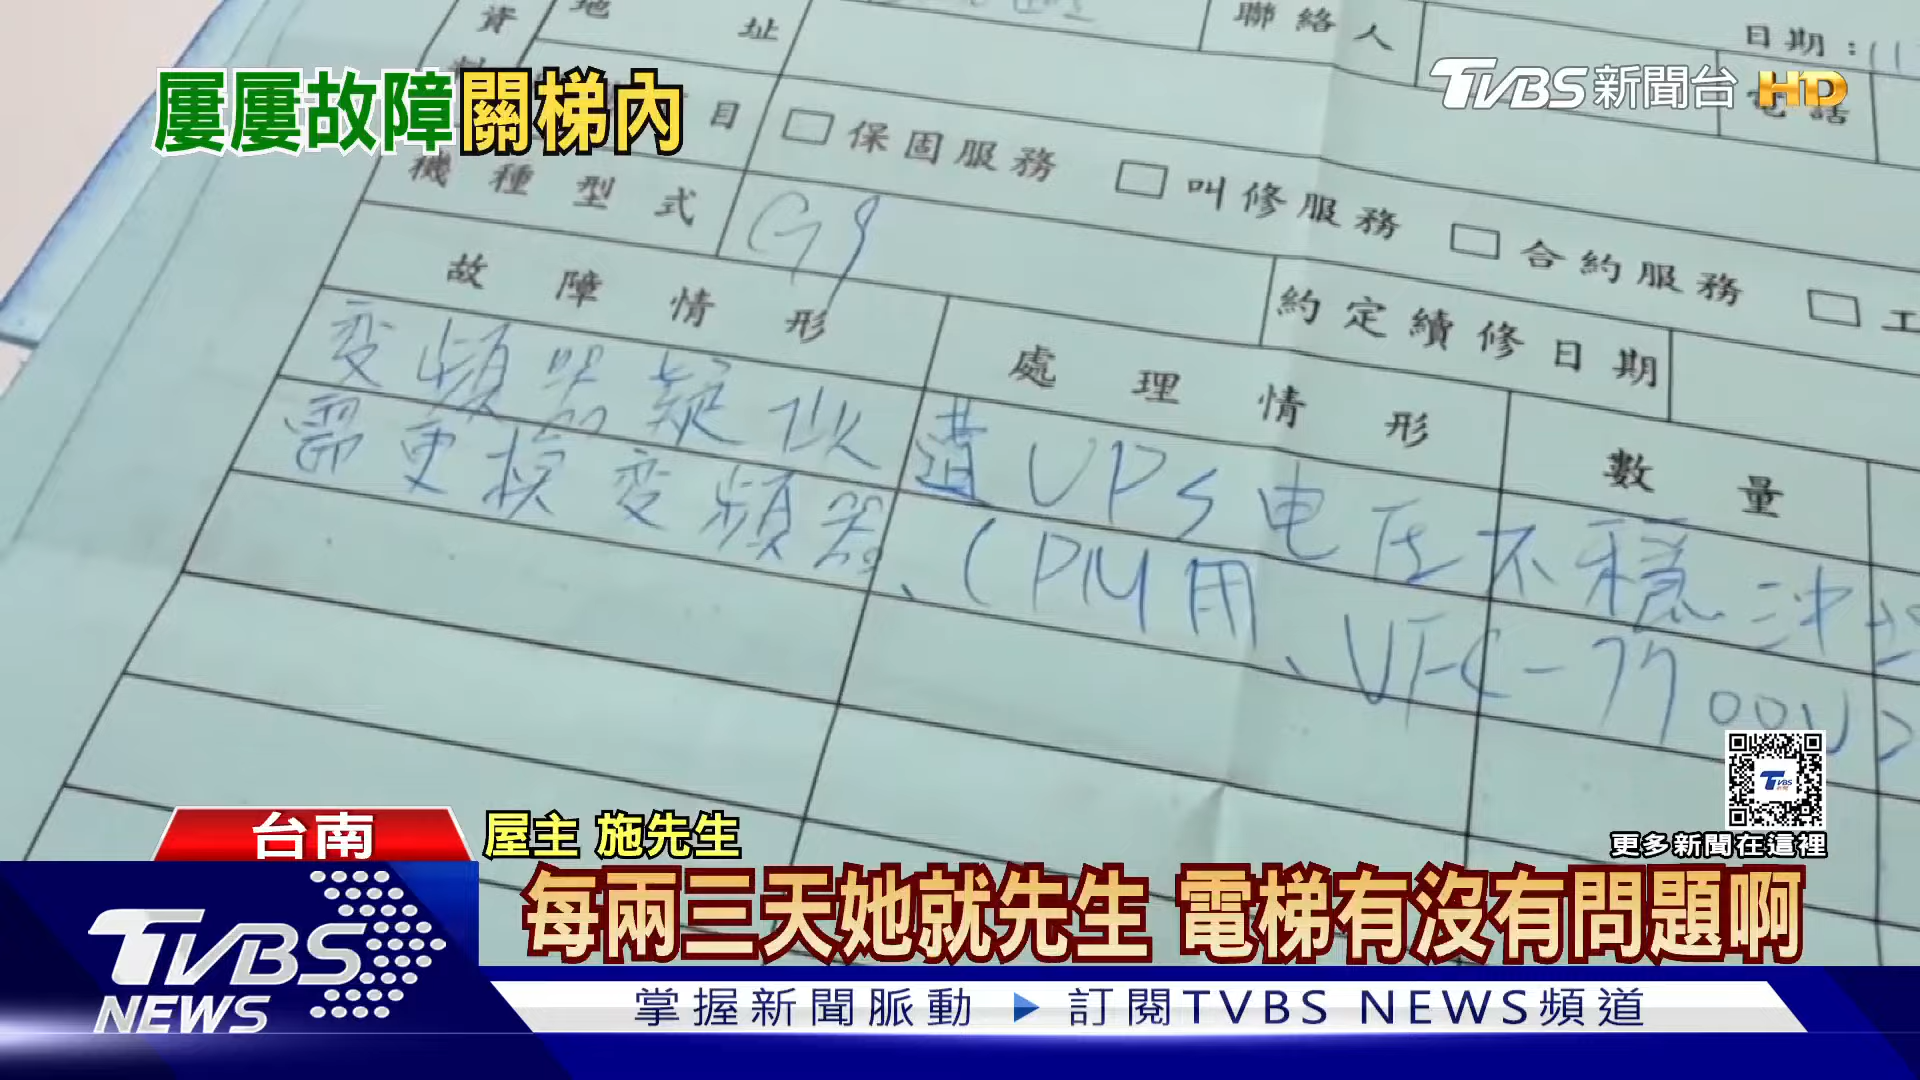 地址
聯絡人
日期：
TVBS新聞台 HD
屢屢故障關梯內
資
目
電話
□保固服務 □叫修服務 □合約服務 □工
機種型式
約定續修日期
故障情形
處理情形
數量
变頻器疑似遭UPS电压不穩沖
需更換变頻器、(PM用、VFC-7700U
更多新聞在這裡
台南
屋主 施先生
每兩三天她就先生 電梯有沒有問題啊
TVBS NEWS
掌握新聞脈動 ▶ 訂閱TVBS NEWS頻道